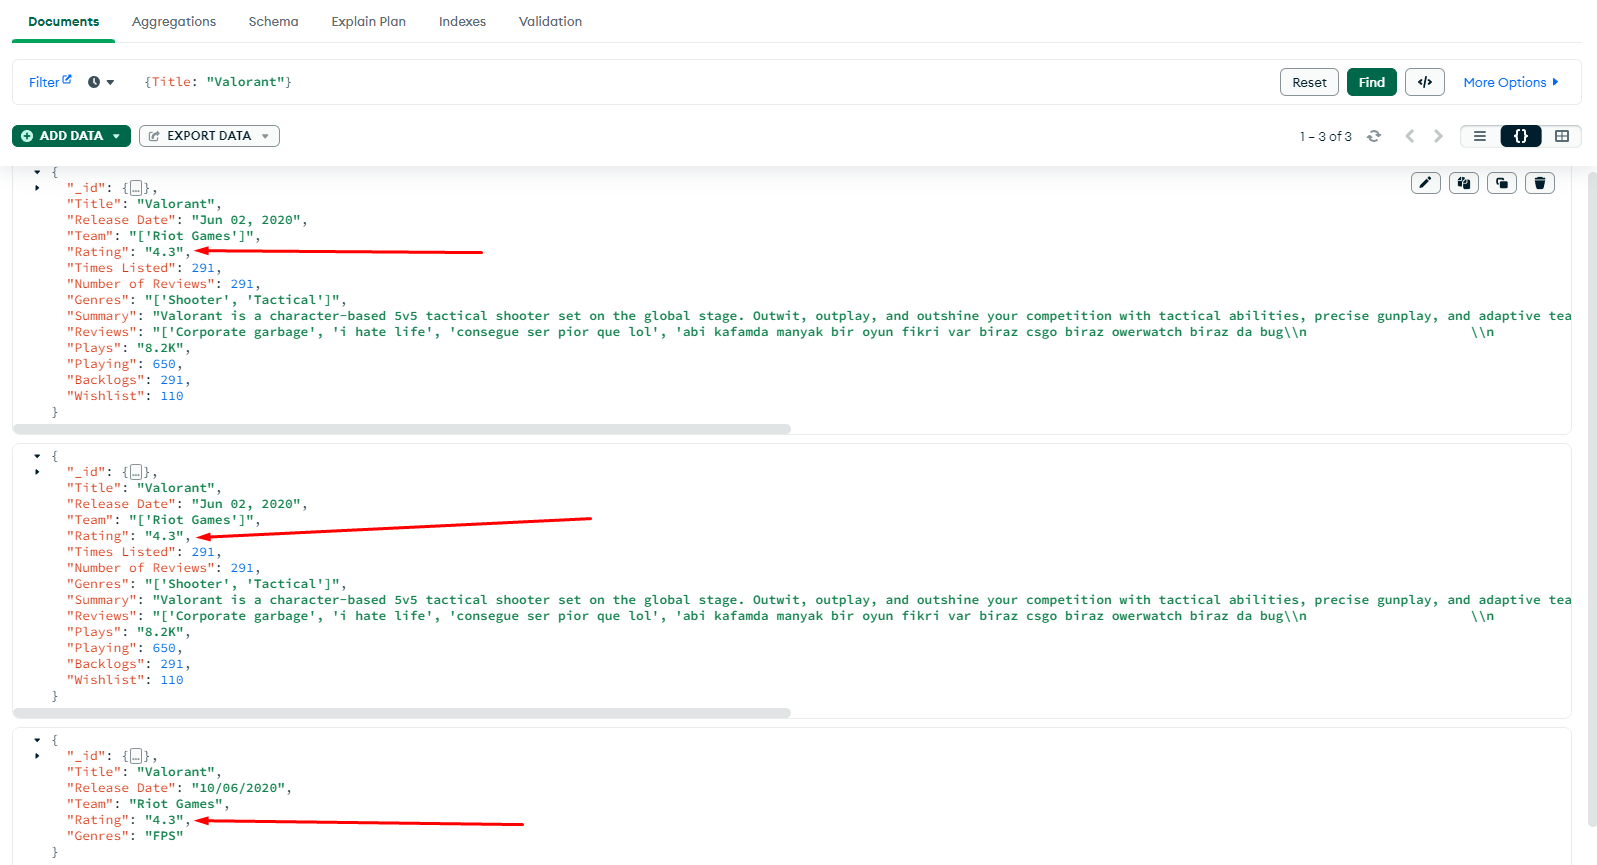 Documents Aggregations Schema Explain Plan Indexes Validation
Filter {Title: "Valorant"} Reset Find </> More Options
ADD DATA EXPORT DATA 1 – 3 of 3 {}
{
"_id": {…},
"Title": "Valorant",
"Release Date": "Jun 02, 2020",
"Team": "['Riot Games']",
"Rating": "4.3",
"Times Listed": 291,
"Number of Reviews": 291,
"Genres": "['Shooter', 'Tactical']",
"Summary": "Valorant is a character-based 5v5 tactical shooter set on the global stage. Outwit, outplay, and outshine your competition with tactical abilities, precise gunplay, and adaptive tea
"Reviews": "['Corporate garbage', 'i hate life', 'consegue ser pior que lol', 'abi kafamda manyak bir oyun fikri var biraz csgo biraz owerwatch biraz da bug\\n \\n
"Plays": "8.2K",
"Playing": 650,
"Backlogs": 291,
"Wishlist": 110
}
{
"_id": {…},
"Title": "Valorant",
"Release Date": "Jun 02, 2020",
"Team": "['Riot Games']",
"Rating": "4.3",
"Times Listed": 291,
"Number of Reviews": 291,
"Genres": "['Shooter', 'Tactical']",
"Summary": "Valorant is a character-based 5v5 tactical shooter set on the global stage. Outwit, outplay, and outshine your competition with tactical abilities, precise gunplay, and adaptive tea
"Reviews": "['Corporate garbage', 'i hate life', 'consegue ser pior que lol', 'abi kafamda manyak bir oyun fikri var biraz csgo biraz owerwatch biraz da bug\\n \\n
"Plays": "8.2K",
"Playing": 650,
"Backlogs": 291,
"Wishlist": 110
}
{
"_id": {…},
"Title": "Valorant",
"Release Date": "10/06/2020",
"Team": "Riot Games",
"Rating": "4.3",
"Genres": "FPS"
}